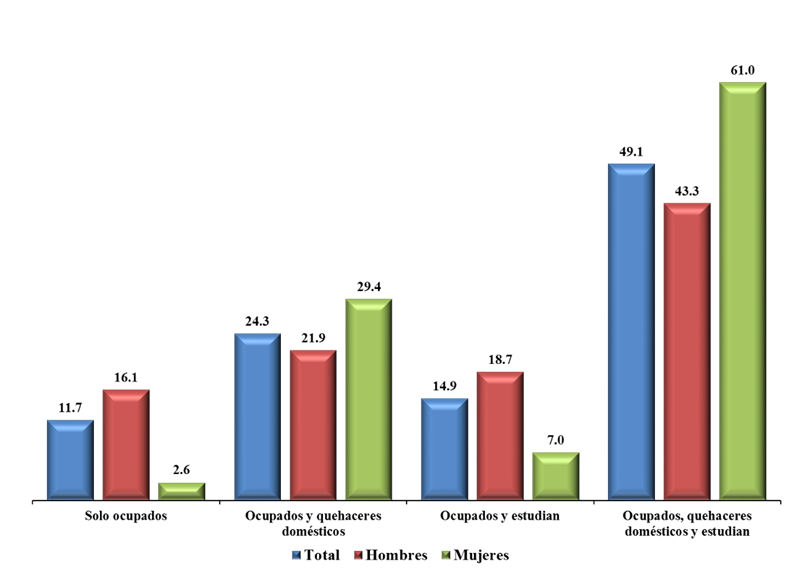 61.0
49.1
43.3
29.4
24.3
21.9
18.7
16.1
14.9
11.7
7.0
2.6
Solo ocupados
Ocupados y quehaceres
domésticos
Ocupados y estudian
Ocupados, quehaceres
domésticos y estudian
Total Hombres Mujeres